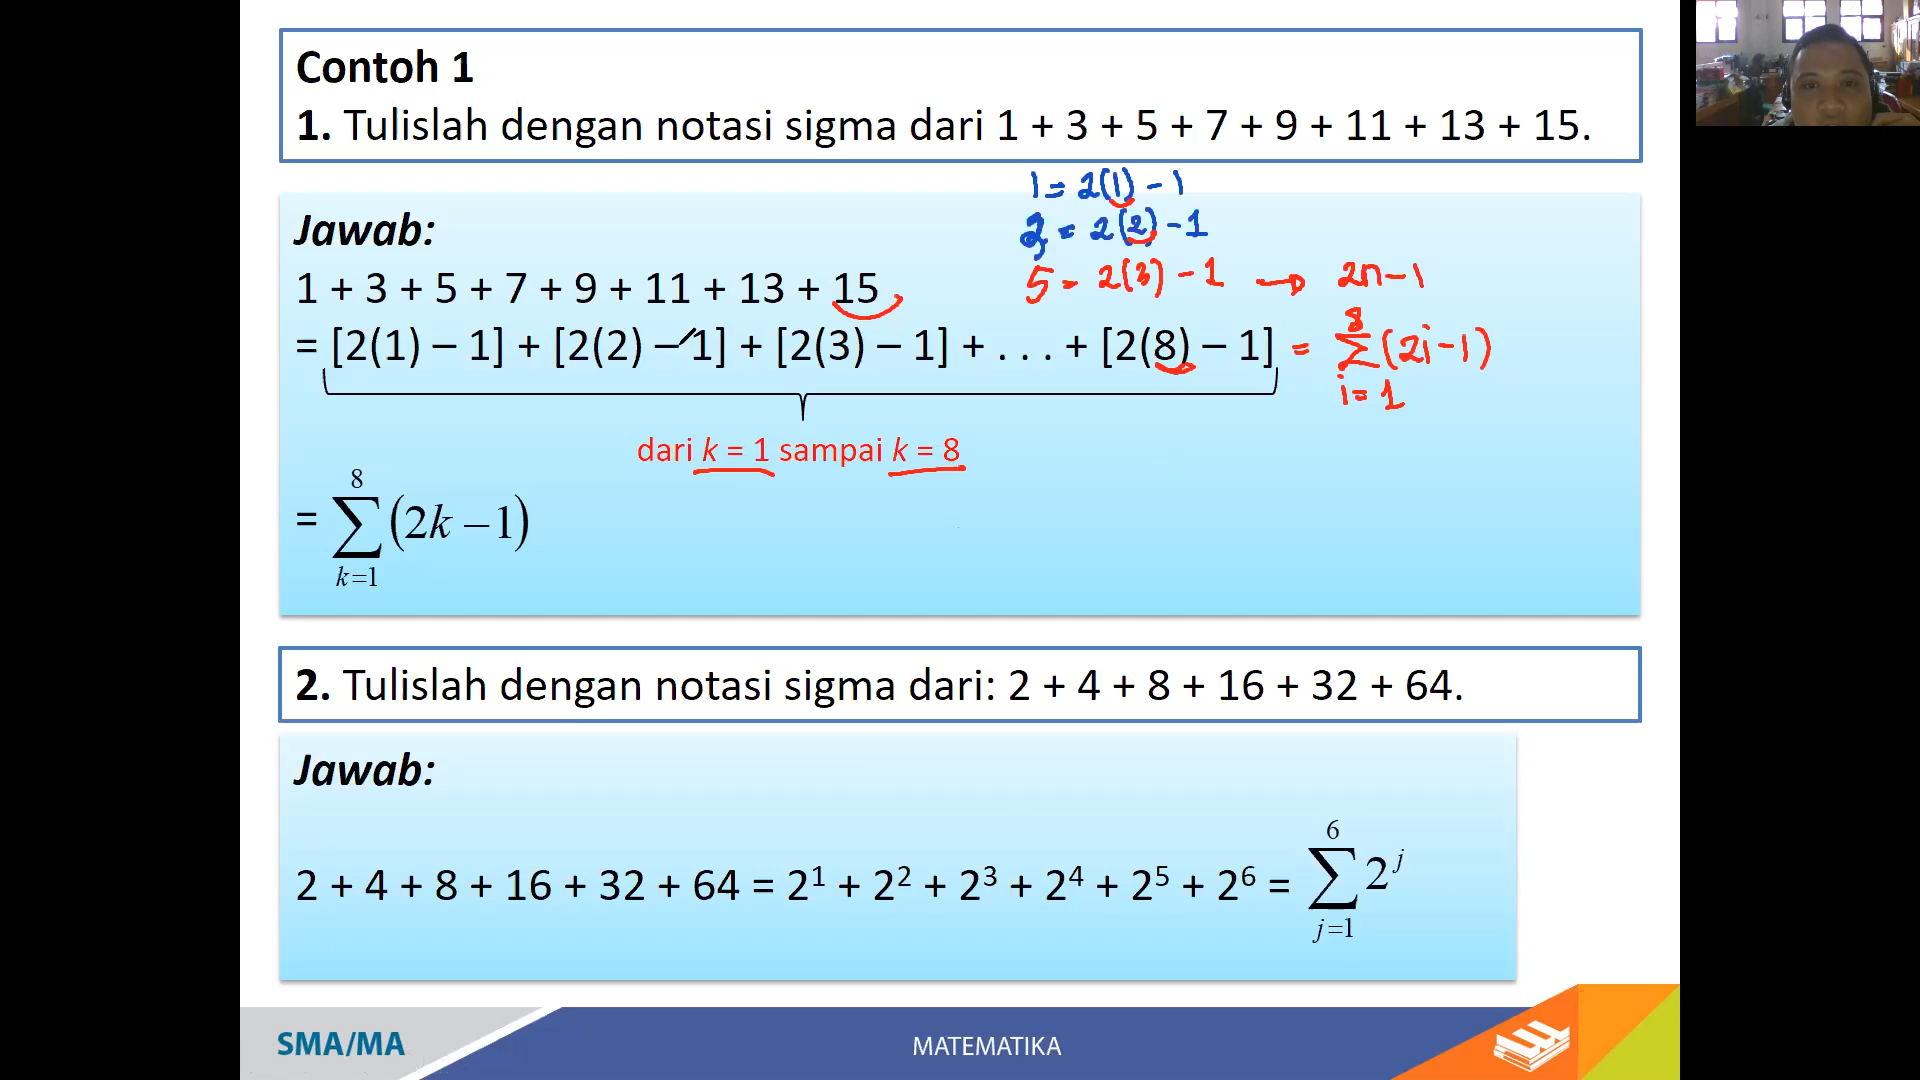 Contoh 1
1. Tulislah dengan notasi sigma dari 1 + 3 + 5 + 7 + 9 + 11 + 13 + 15.
Jawab:
1 = 2(1) - 1
3 = 2(2) - 1
1 + 3 + 5 + 7 + 9 + 11 + 13 + 15
5 = 2(3) - 1 → 2n - 1
= [2(1) – 1] + [2(2) – 1] + [2(3) – 1] + . . . + [2(8) – 1] = 8 ∑ i = 1 (2i - 1)
dari k = 1 sampai k = 8
= 8 ∑ k=1 (2k – 1)
2. Tulislah dengan notasi sigma dari: 2 + 4 + 8 + 16 + 32 + 64.
Jawab:
2 + 4 + 8 + 16 + 32 + 64 = 2¹ + 2² + 2³ + 2⁴ + 2⁵ + 2⁶ = 6 ∑ j=1 2ʲ
SMA/MA
MATEMATIKA